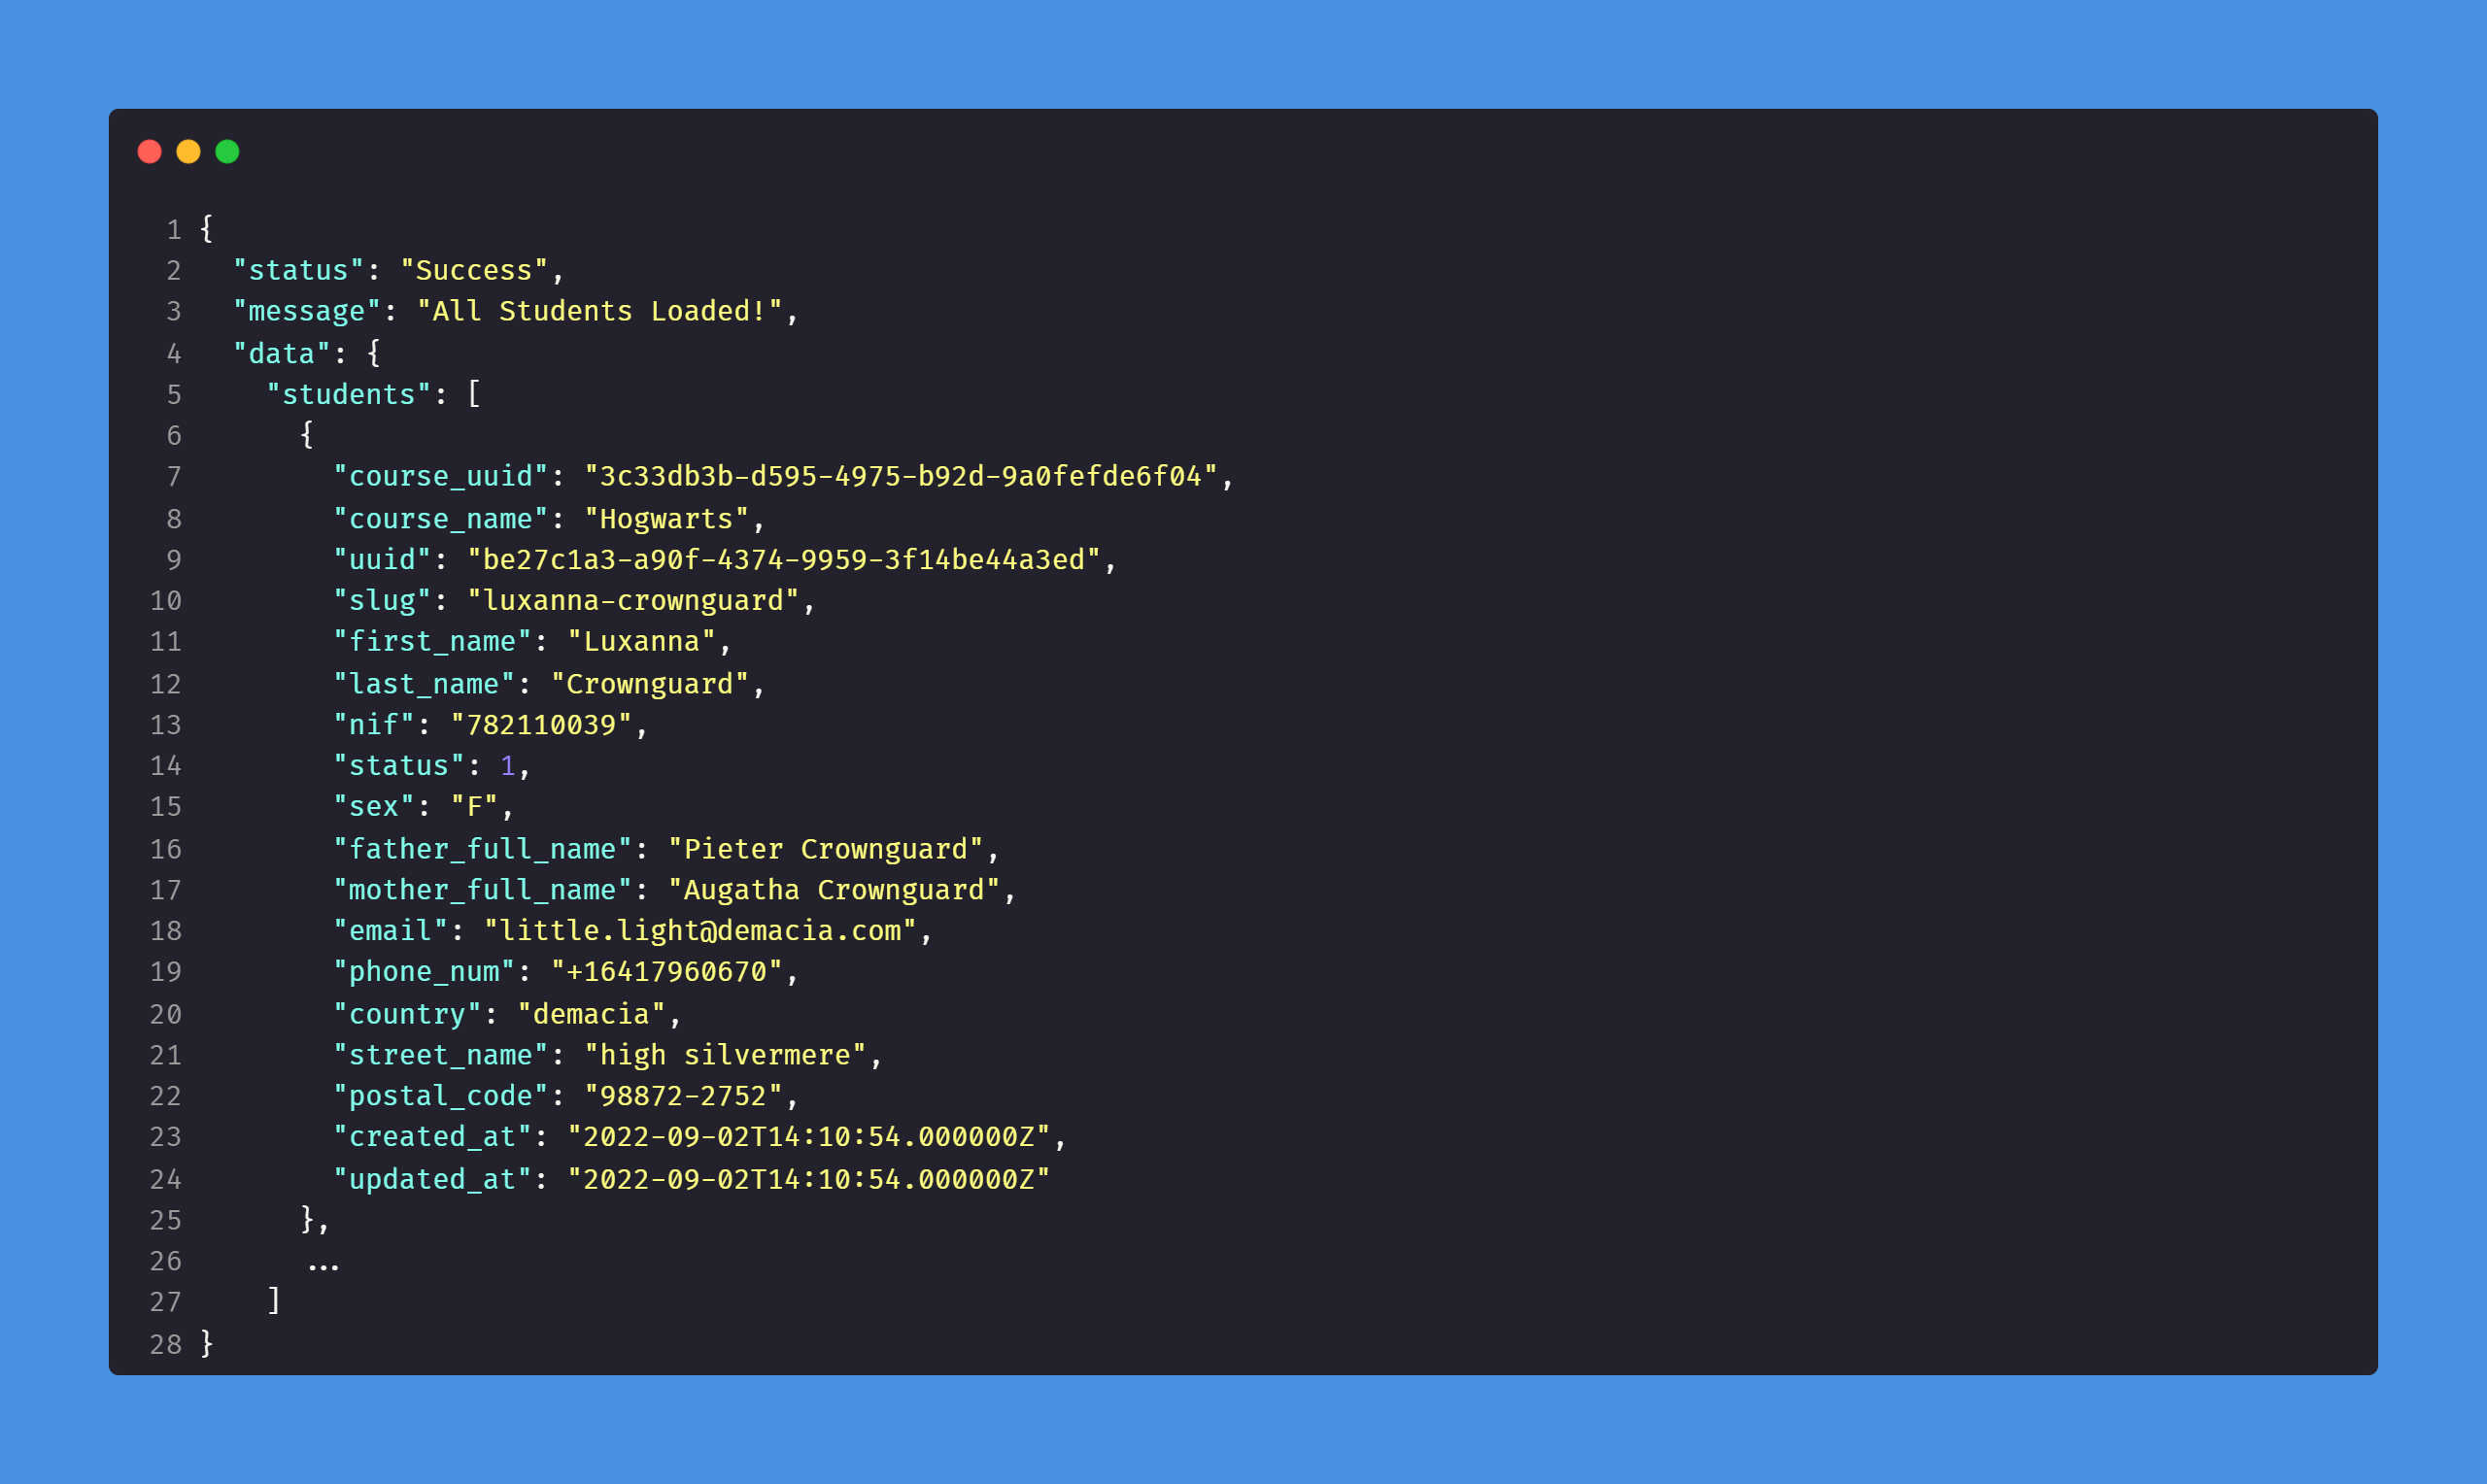 1 {
2   "status": "Success",
3   "message": "All Students Loaded!",
4   "data": {
5     "students": [
6       {
7         "course_uuid": "3c33db3b-d595-4975-b92d-9a0fefde6f04",
8         "course_name": "Hogwarts",
9         "uuid": "be27c1a3-a90f-4374-9959-3f14be44a3ed",
10         "slug": "luxanna-crownguard",
11         "first_name": "Luxanna",
12         "last_name": "Crownguard",
13         "nif": "782110039",
14         "status": 1,
15         "sex": "F",
16         "father_full_name": "Pieter Crownguard",
17         "mother_full_name": "Augatha Crownguard",
18         "email": "little.light@demacia.com",
19         "phone_num": "+16417960670",
20         "country": "demacia",
21         "street_name": "high silvermere",
22         "postal_code": "98872-2752",
23         "created_at": "2022-09-02T14:10:54.000000Z",
24         "updated_at": "2022-09-02T14:10:54.000000Z"
25       },
26       ...
27     ]
28 }